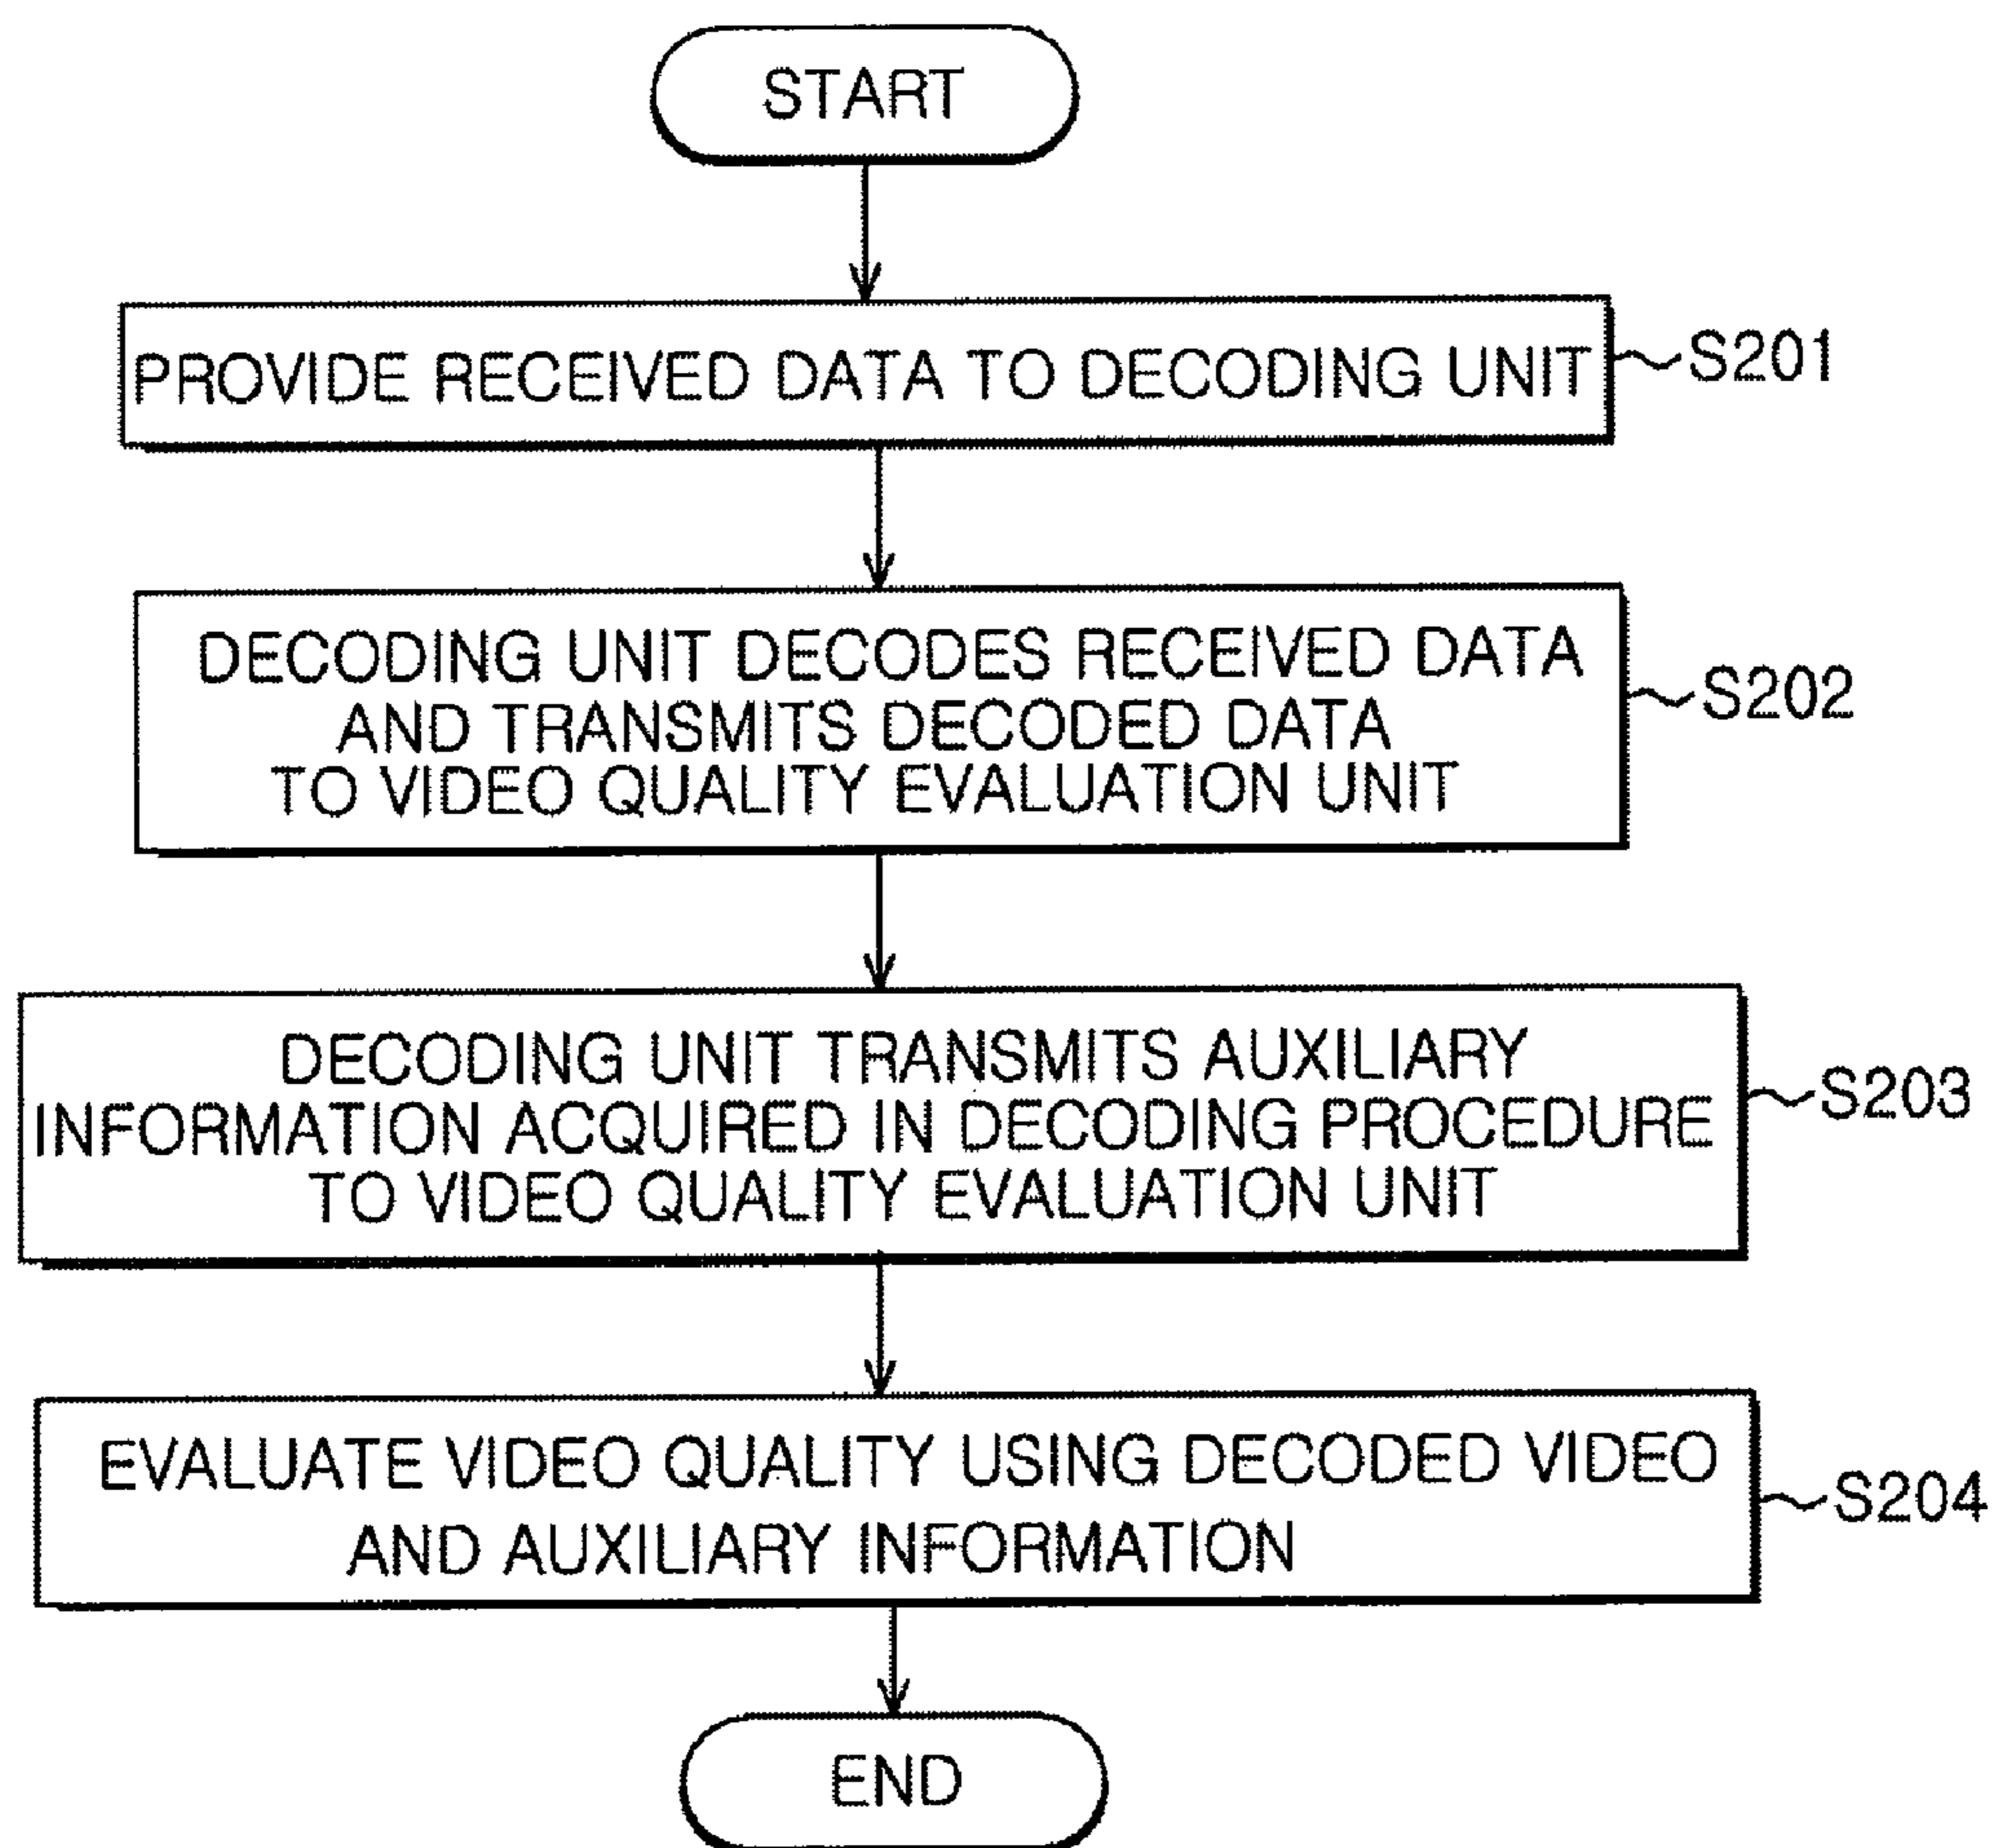 START
PROVIDE RECEIVED DATA TO DECODING UNIT
S201
DECODING UNIT DECODES RECEIVED DATA
AND TRANSMITS DECODED DATA
TO VIDEO QUALITY EVALUATION UNIT
S202
DECODING UNIT TRANSMITS AUXILIARY
INFORMATION ACQUIRED IN DECODING PROCEDURE
TO VIDEO QUALITY EVALUATION UNIT
S203
EVALUATE VIDEO QUALITY USING DECODED VIDEO
AND AUXILIARY INFORMATION
S204
END